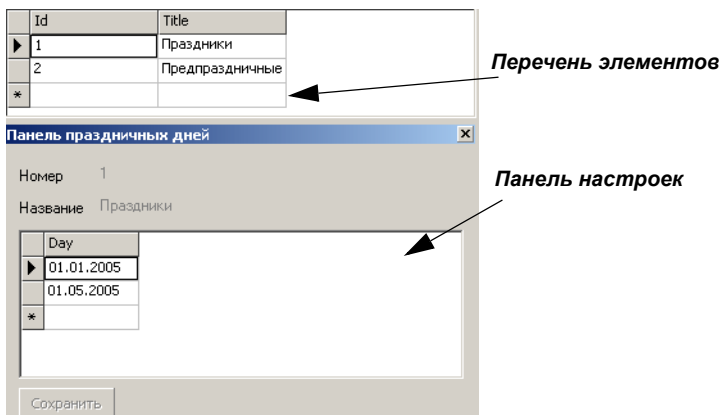 Id Title
1 Праздники
2 Предпраздничные
*
Перечень элементов
Панель праздничных дней
Номер 1
Панель настроек
Название Праздники
Day
01.01.2005
01.05.2005
*
Сохранить